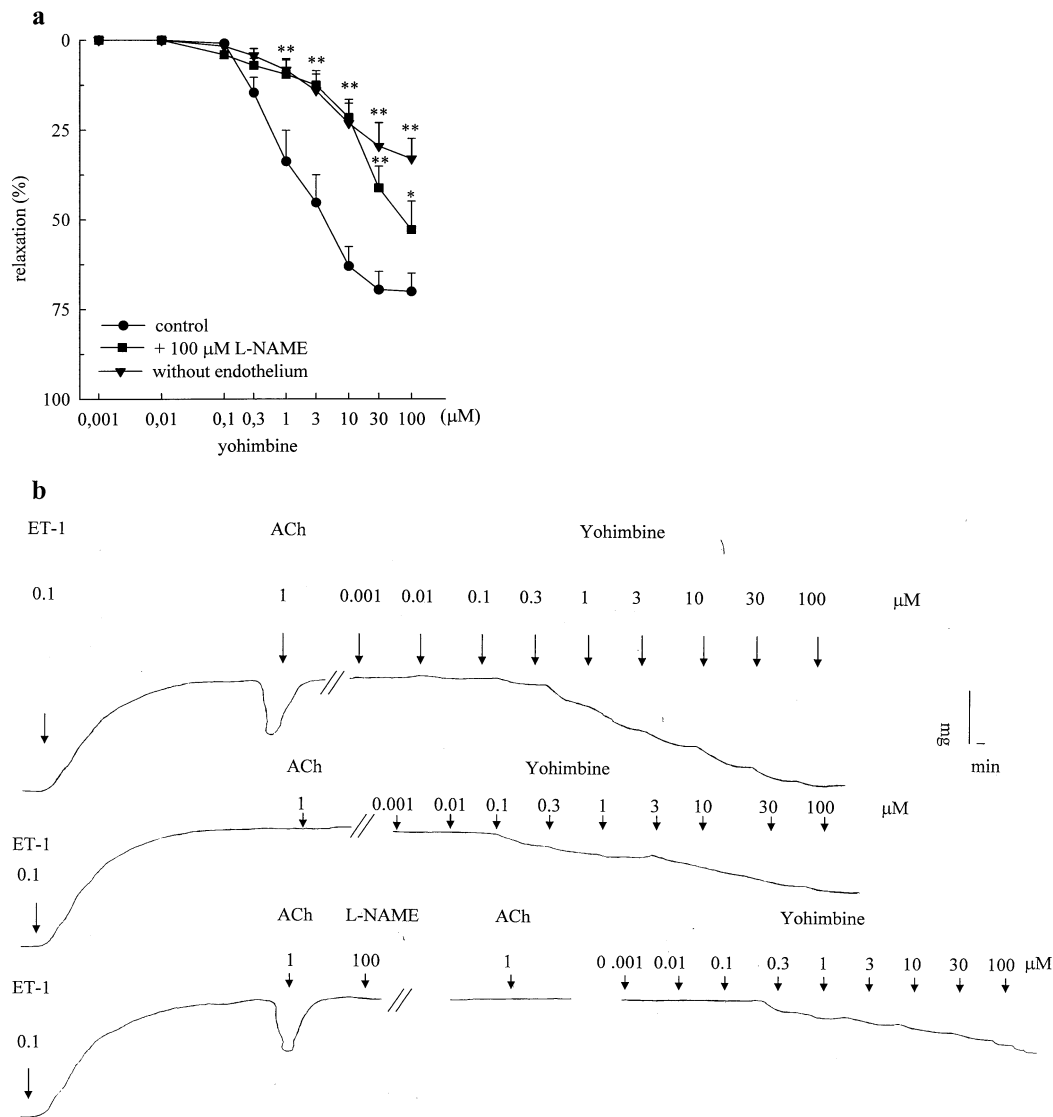 a
0
25
50
75
100
relaxation (%)
**
**
**
**
**
**
*
control
+ 100 μM L-NAME
without endothelium
0,001 0,01 0,1 0,3 1 3 10 30 100 (μM)
yohimbine
b
ET-1 ACh Yohimbine
0.1 1 0.001 0.01 0.1 0.3 1 3 10 30 100 μM
mg
min
ACh Yohimbine
1 0.001 0.01 0.1 0.3 1 3 10 30 100 μM
ET-1
0.1
ACh L-NAME ACh Yohimbine
1 100 1 0 .001 0.01 0.1 0.3 1 3 10 30 100 μM
ET-1
0.1